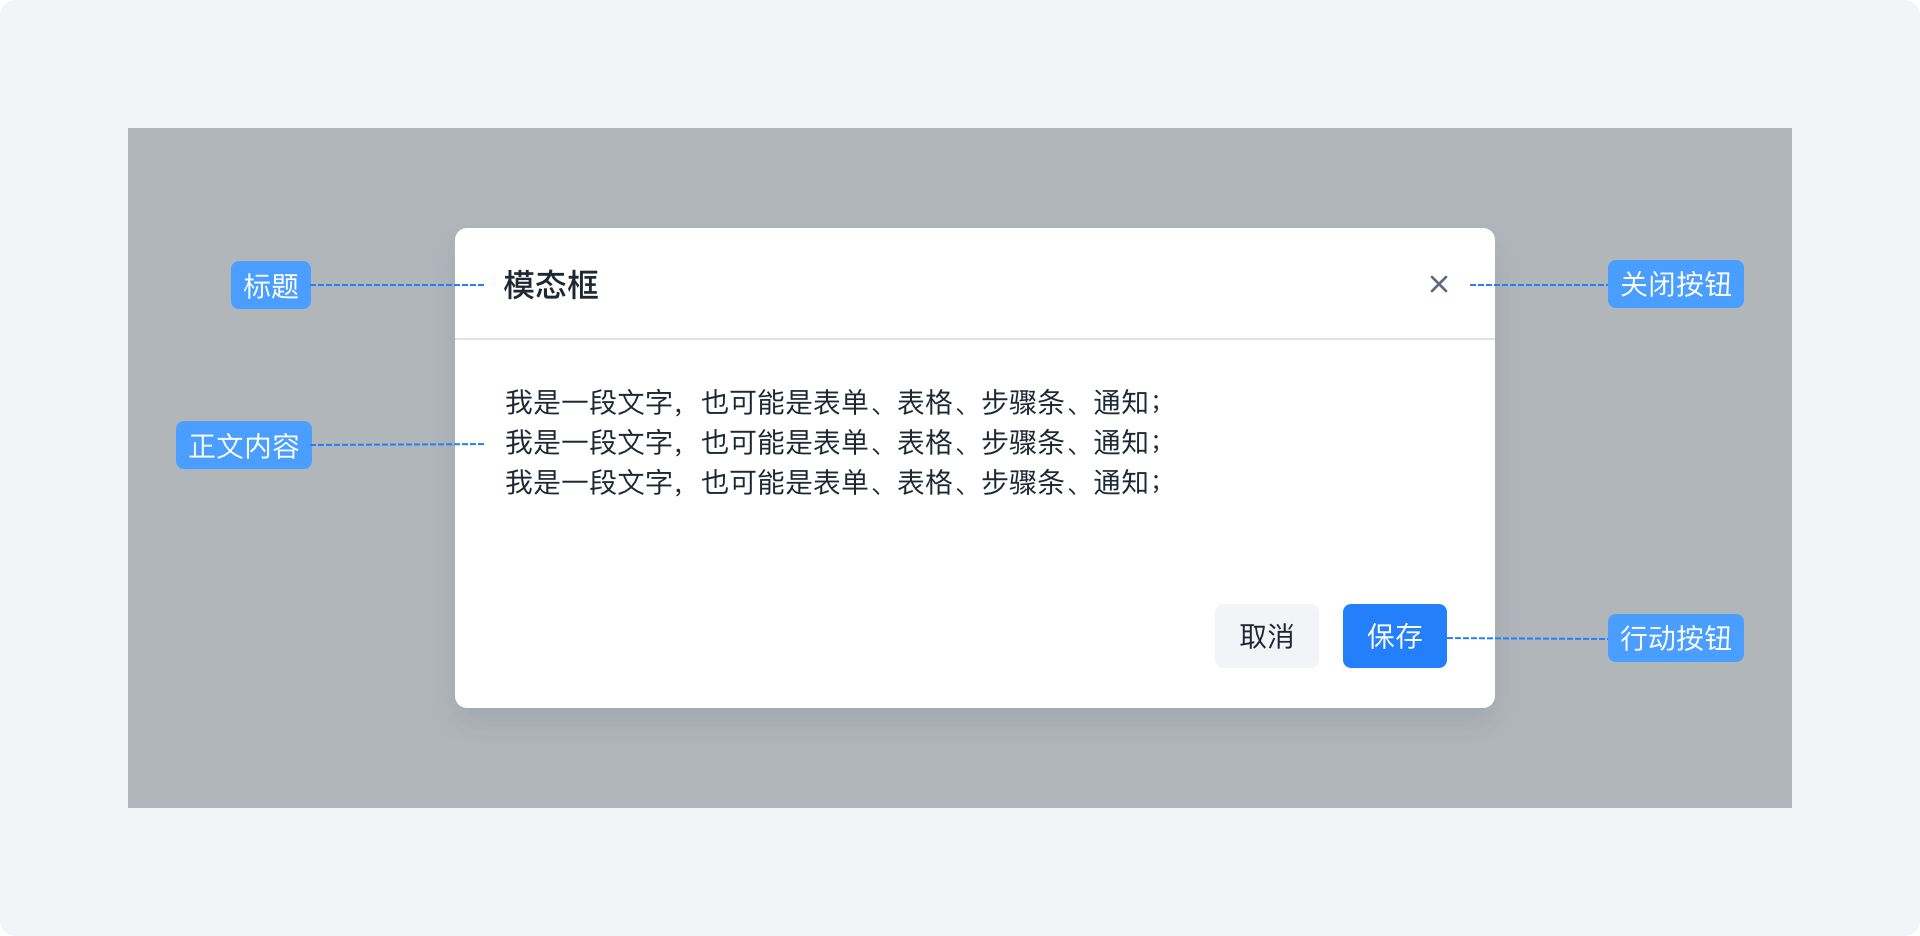 标题
模态框
关闭按钮
我是一段文字，也可能是表单、表格、步骤条、通知；
正文内容
我是一段文字，也可能是表单、表格、步骤条、通知；
我是一段文字，也可能是表单、表格、步骤条、通知；
取消
保存
行动按钮